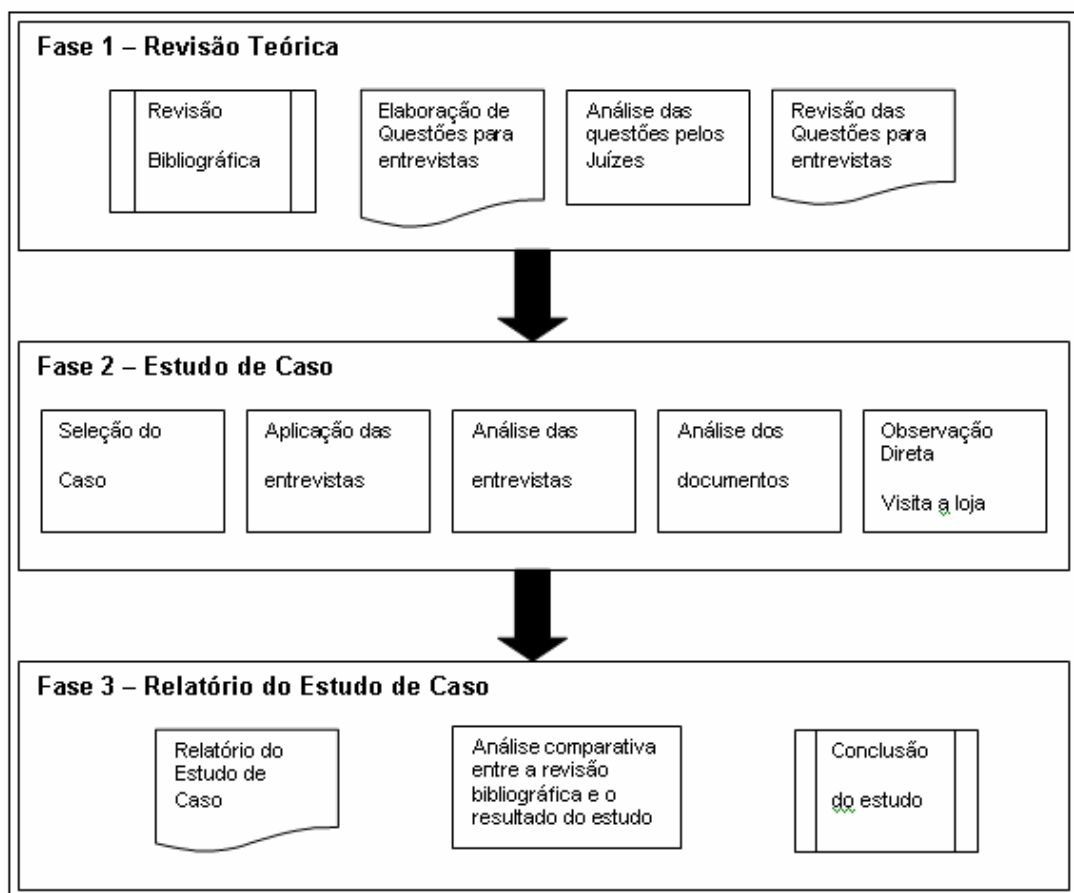 Fase 1 – Revisão Teórica
Revisão
Bibliográfica
Elaboração de
Questões para
entrevistas
Análise das
questões pelos
Juízes
Revisão das
Questões para
entrevistas
Fase 2 – Estudo de Caso
Seleção do
Caso
Aplicação das
entrevistas
Análise das
entrevistas
Análise dos
documentos
Observação
Direta
Visita a loja
Fase 3 – Relatório do Estudo de Caso
Relatório do
Estudo de
Caso
Análise comparativa
entre a revisão
bibliográfica e o
resultado do estudo
Conclusão
do estudo